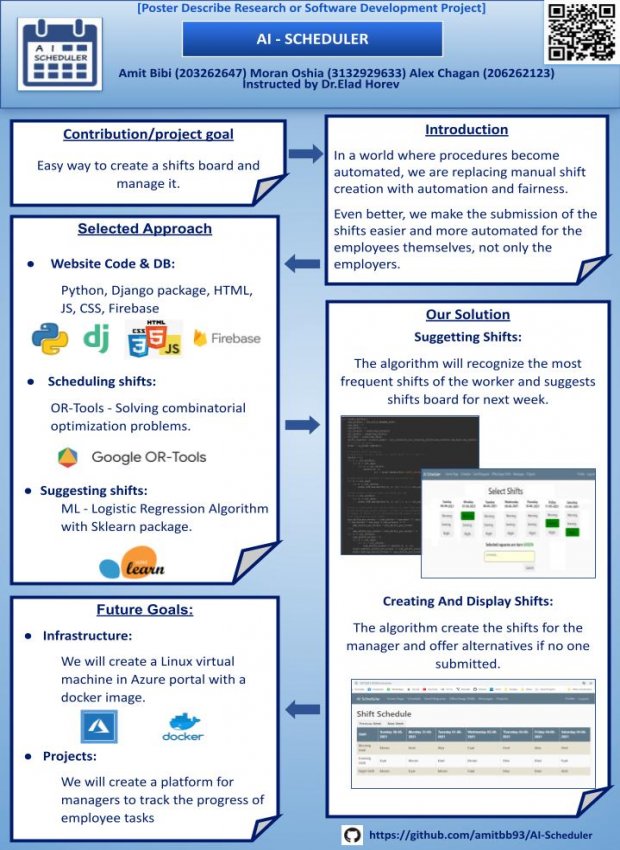 [Poster Describe Research or Software Development Project]
AI - SCHEDULER
A I
SCHEDULER
Amit Bibi (203262647) Moran Oshia (3132929633) Alex Chagan (206262123)
Instructed by Dr.Elad Horev
Contribution/project goal
Easy way to create a shifts board and
manage it.
Introduction
In a world where procedures become
automated, we are replacing manual shift
creation with automation and fairness.
Even better, we make the submission of the
shifts easier and more automated for the
employees themselves, not only the
employers.
Selected Approach
● Website Code & DB:
Python, Django package, HTML,
JS, CSS, Firebase
dj
CSS
HTML
3
5
JS
Firebase
● Scheduling shifts:
OR-Tools - Solving combinatorial
optimization problems.
Google OR-Tools
● Suggesting shifts:
ML - Logistic Regression Algorithm
with Sklearn package.
learn
Our Solution
Suggetting Shifts:
The algorithm will recognize the most
frequent shifts of the worker and suggests
shifts board for next week.
Select Shifts
Creating And Display Shifts:
The algorithm create the shifts for the
manager and offer alternatives if no one
submitted.
AI-Scheduler
Shift Schedule
Future Goals:
● Infrastructure:
We will create a Linux virtual
machine in Azure portal with a
docker image.
docker
● Projects:
We will create a platform for
managers to track the progress of
employee tasks
https://github.com/amitbb93/AI-Scheduler